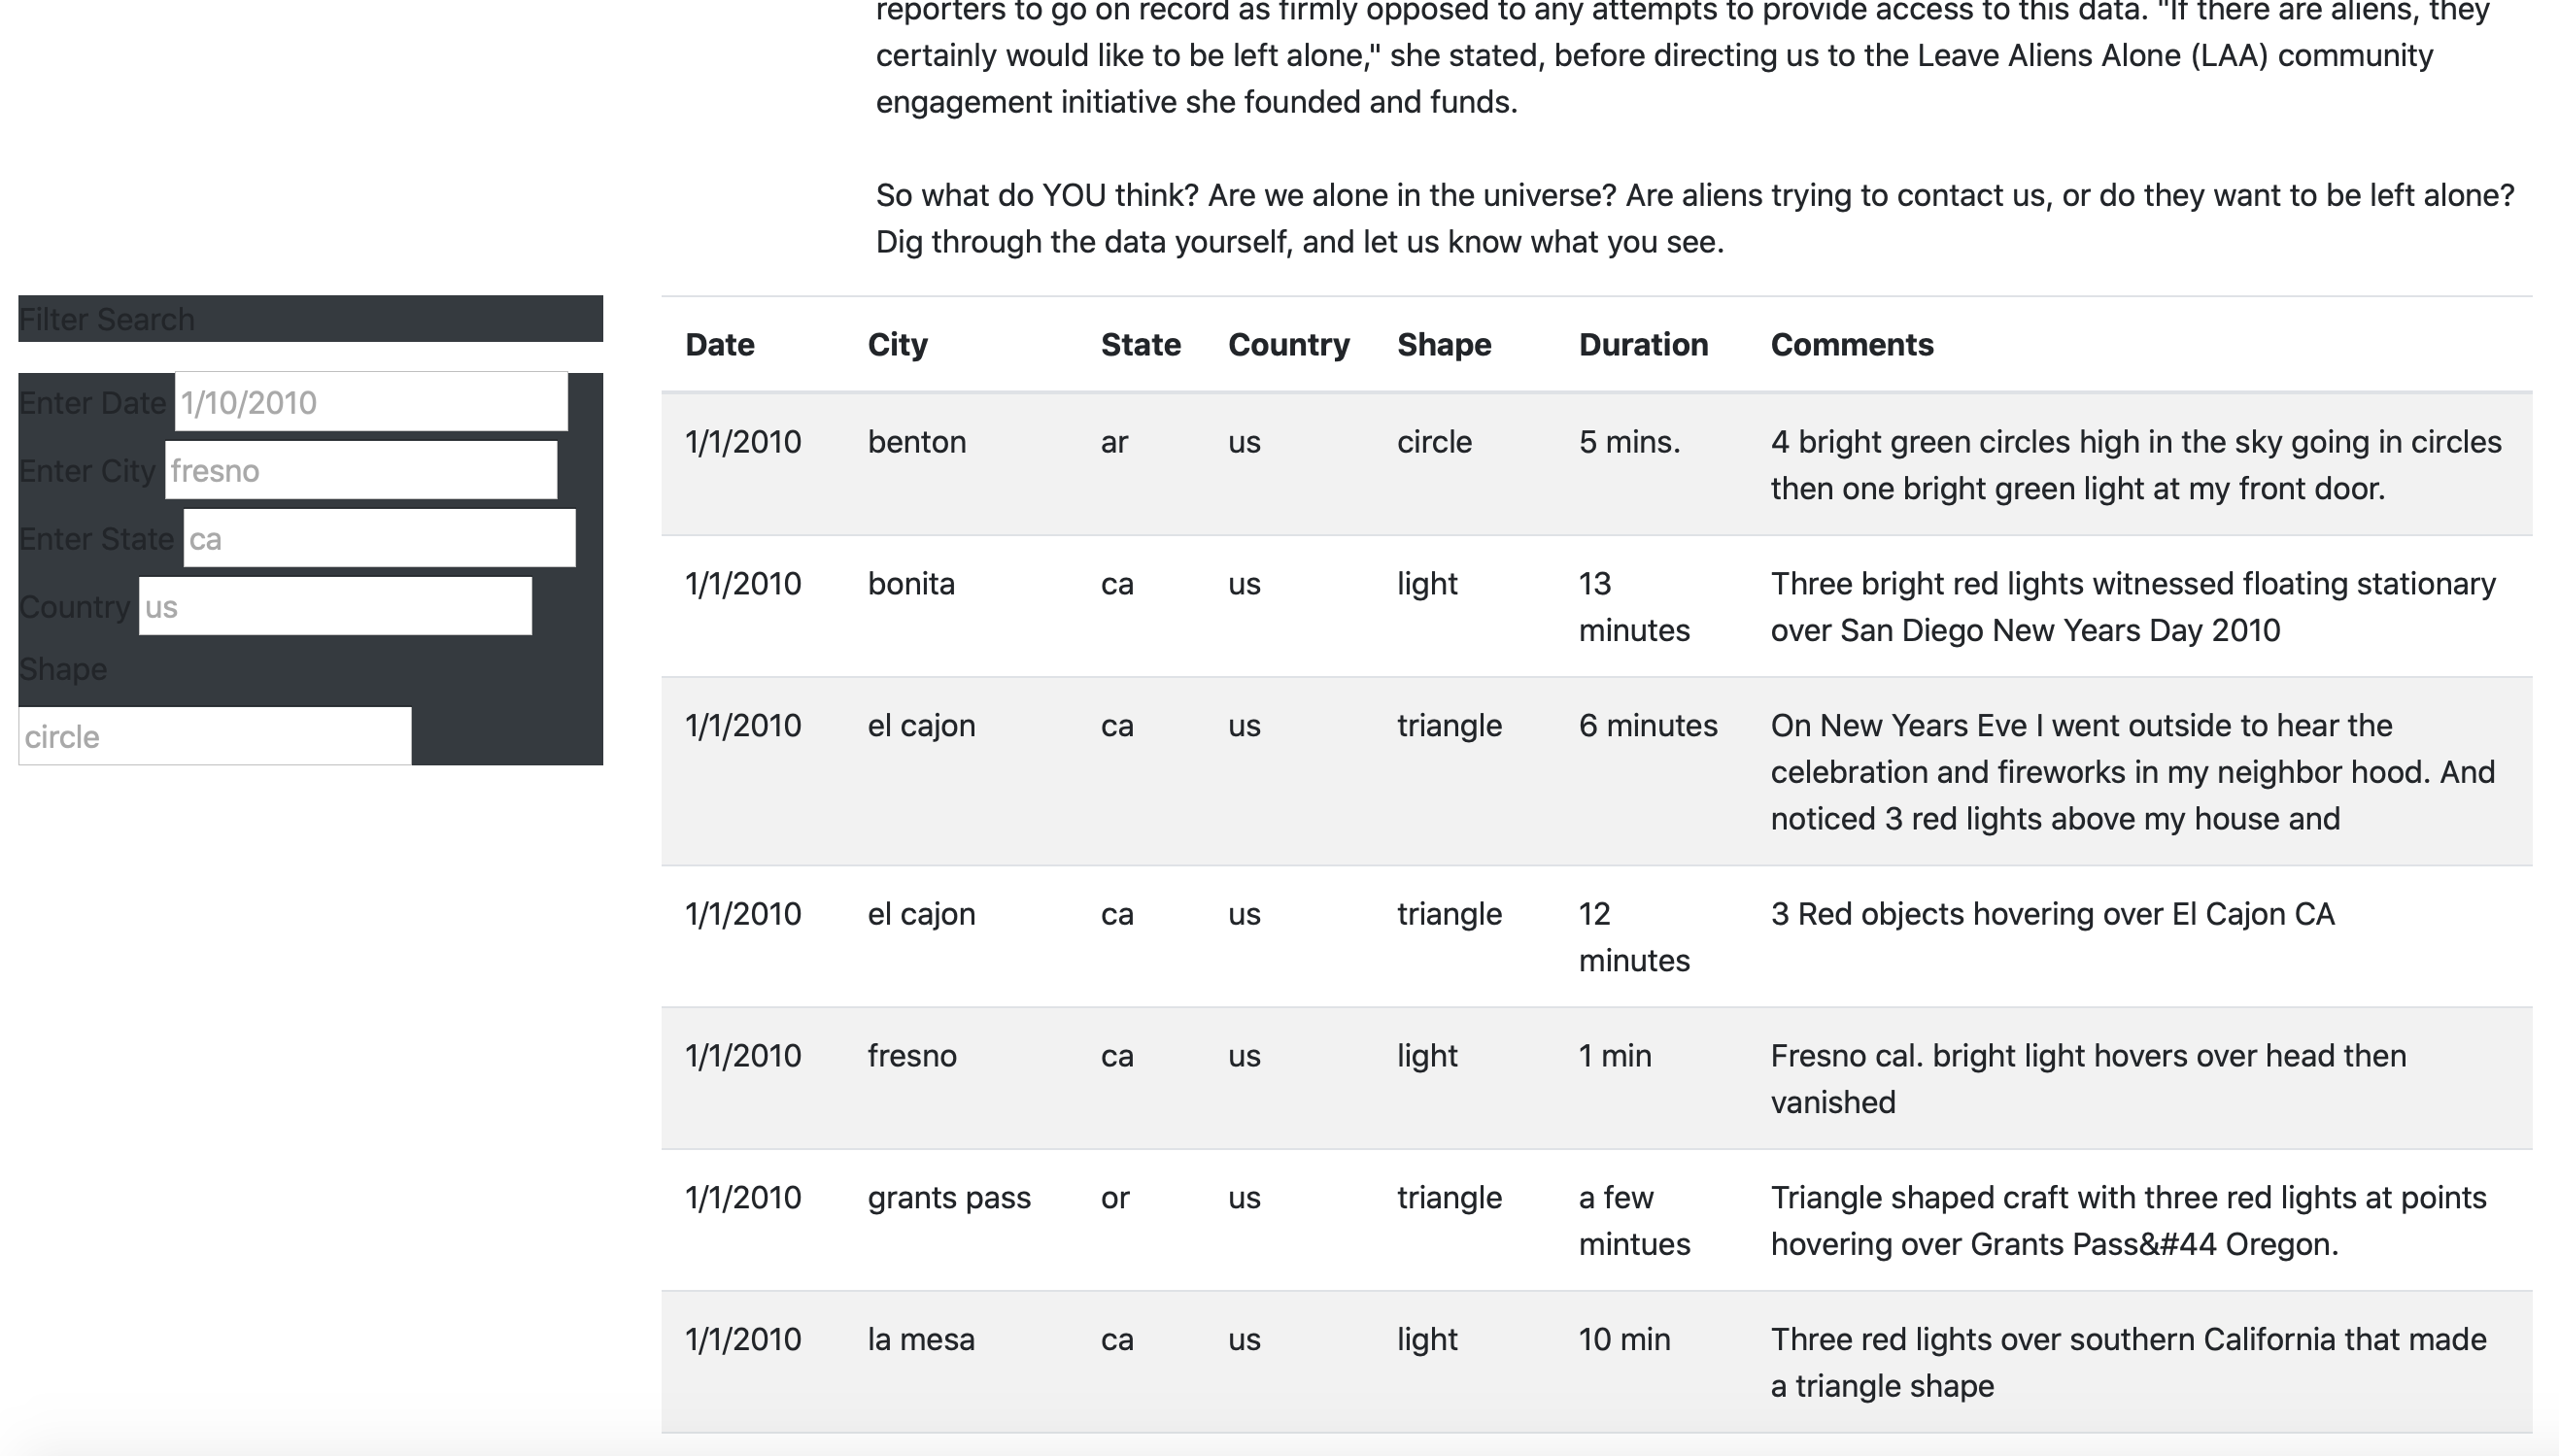 reporters to go on record as firmly opposed to any attempts to provide access to this data. "If there are aliens, they
certainly would like to be left alone," she stated, before directing us to the Leave Aliens Alone (LAA) community
engagement initiative she founded and funds.
So what do YOU think? Are we alone in the universe? Are aliens trying to contact us, or do they want to be left alone?
Dig through the data yourself, and let us know what you see.
Filter Search
Enter Date 1/10/2010
Enter City fresno
Enter State ca
Country us
Shape
circle
Date City State Country Shape Duration Comments
1/1/2010 benton ar us circle 5 mins. 4 bright green circles high in the sky going in circles
then one bright green light at my front door.
1/1/2010 bonita ca us light 13 Three bright red lights witnessed floating stationary
minutes over San Diego New Years Day 2010
1/1/2010 el cajon ca us triangle 6 minutes On New Years Eve I went outside to hear the
celebration and fireworks in my neighbor hood. And
noticed 3 red lights above my house and
1/1/2010 el cajon ca us triangle 12 3 Red objects hovering over El Cajon CA
minutes
1/1/2010 fresno ca us light 1 min Fresno cal. bright light hovers over head then
vanished
1/1/2010 grants pass or us triangle a few Triangle shaped craft with three red lights at points
mintues hovering over Grants Pass&#44 Oregon.
1/1/2010 la mesa ca us light 10 min Three red lights over southern California that made
a triangle shape